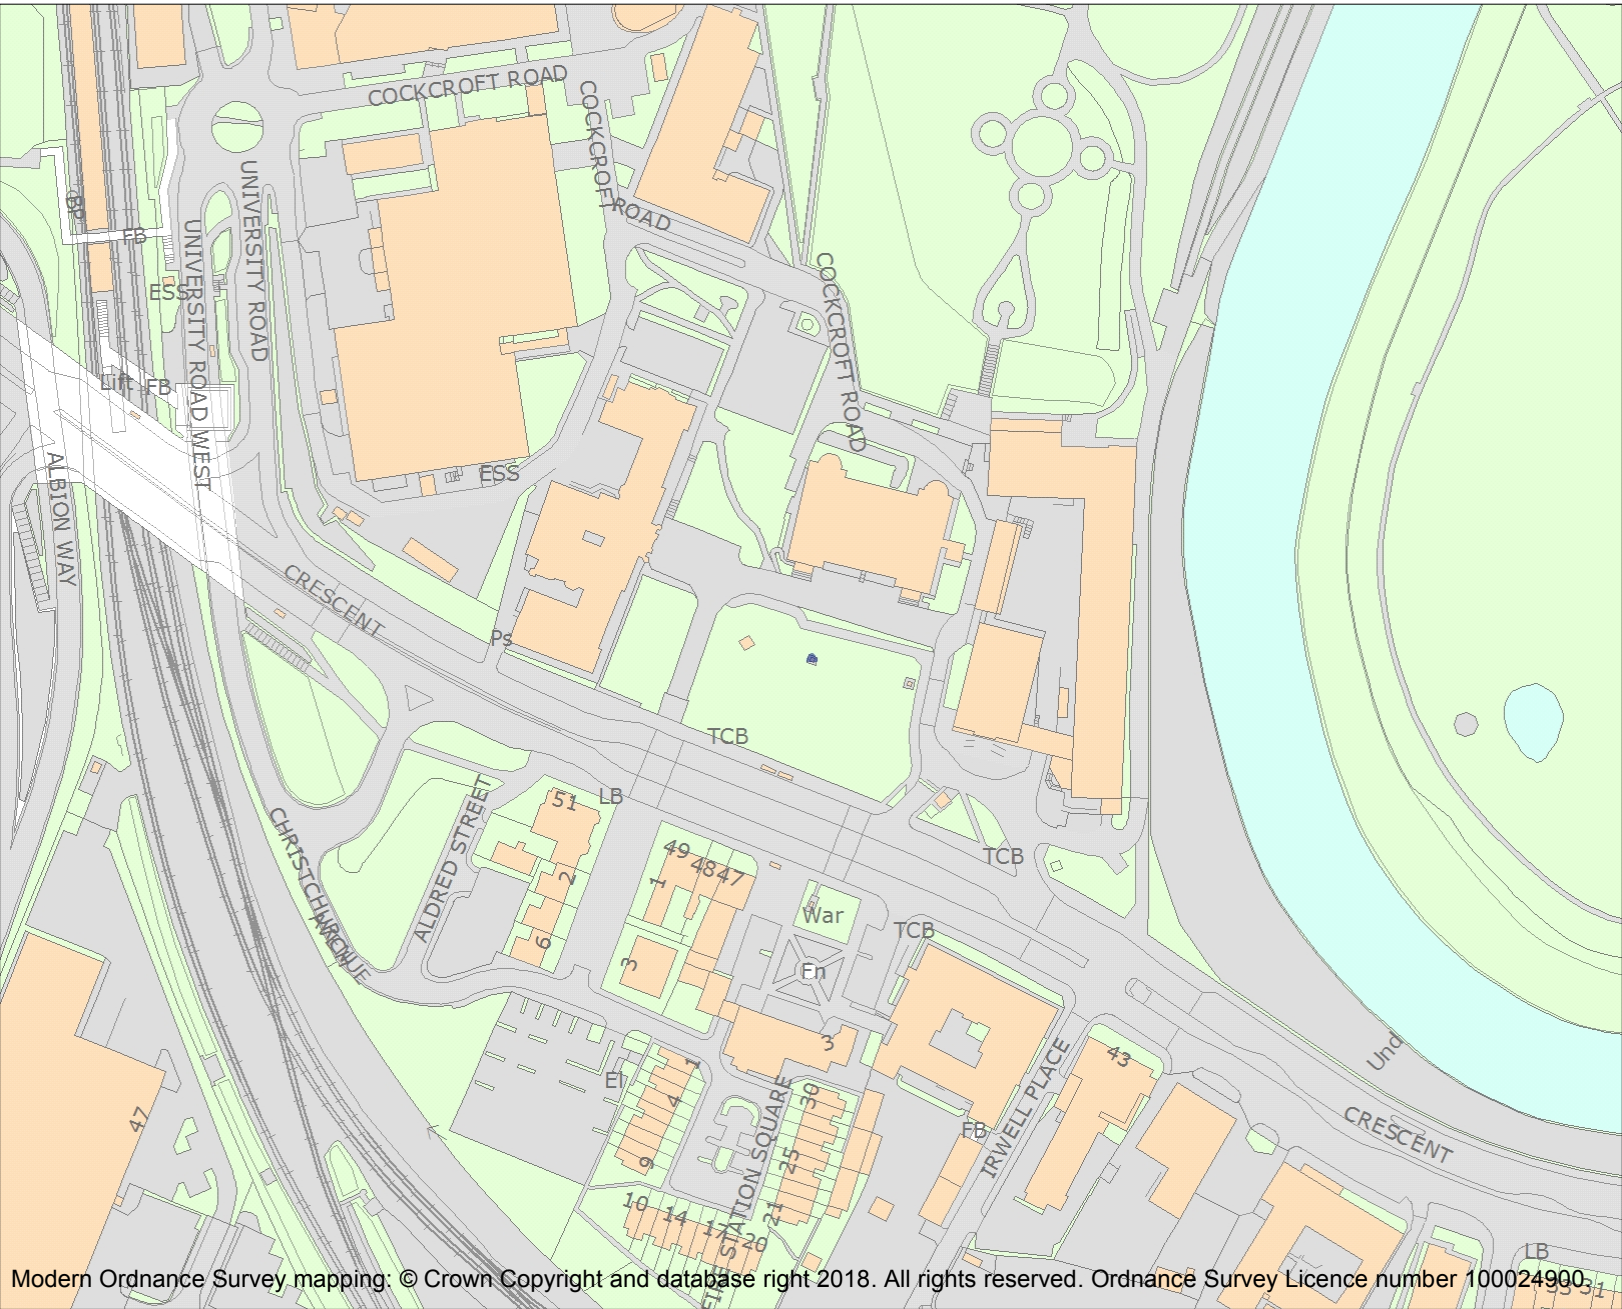 COCKCROFT ROAD
COCKCROFT
ROAD
UNIVERSITY ROAD
UNIVERSITY ROAD WEST
FB
ESS
COCKCROFT ROAD
Lift
FB
ALBION WAY
ESS
CRESCENT
Ps
TCB
ALDRED STREET
51
LB
CHRISTCHURCH
AVENUE
2
6
49
48
47
1
3
TCB
War
TCB
Fn
3
43
Und
El
1
4
9
IRWELL PLACE
FB
CRESCENT
47
30
25
21
FIRE STATION SQUARE
10
14
17
20
LB
33
31
Modern Ordnance Survey mapping: © Crown Copyright and database right 2018. All rights reserved. Ordnance Survey Licence number 100024900.